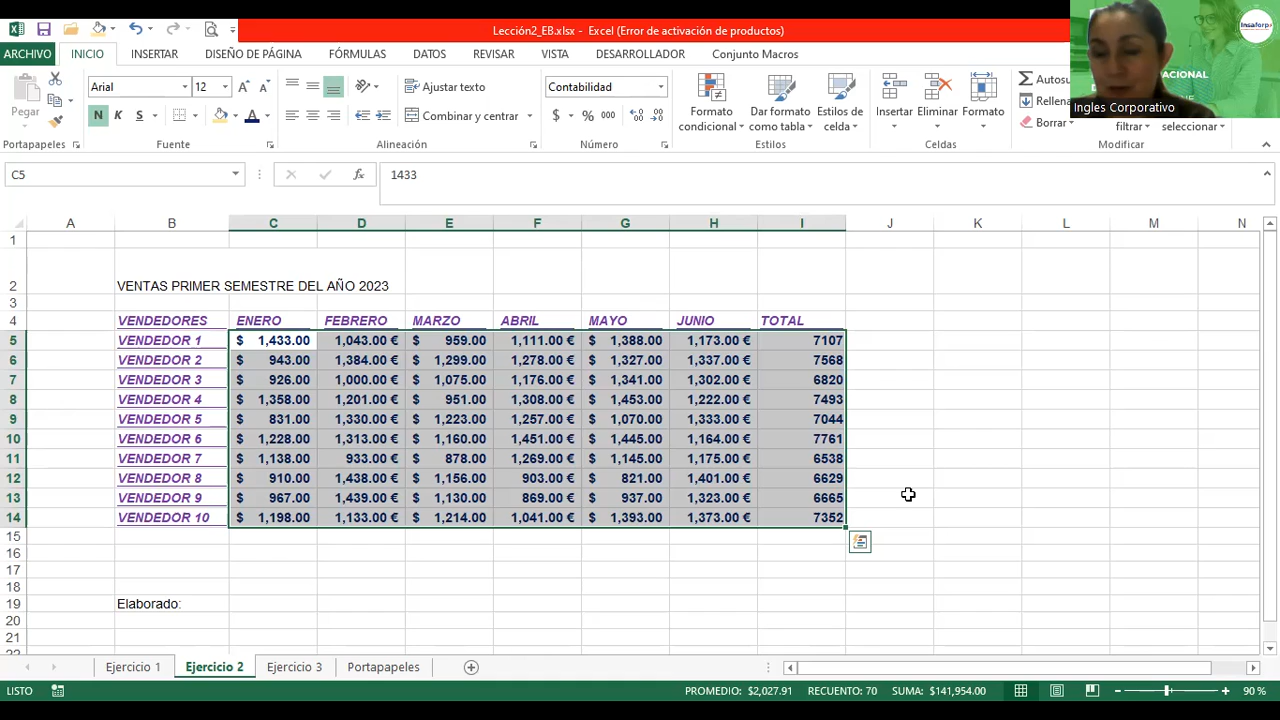 Lección2_EB.xlsx - Excel (Error de activación de productos)
ARCHIVO INICIO INSERTAR DISEÑO DE PÁGINA FÓRMULAS DATOS REVISAR VISTA DESARROLLADOR Conjunto Macros
Insaforp
ACIONAL
Ingles Corporativo
Pegar
Arial 12
N K S
Ajustar texto
Combinar y centrar
Contabilidad
$ % 000
Formato condicional
Dar formato como tabla
Estilos de celda
Insertar
Eliminar
Formato
Autosu
Rellena
Borrar
filtrar
seleccionar
Portapapeles Fuente Alineación Número Estilos Celdas Modificar
C5 fx 1433
A B C D E F G H I J K L M N
1
2 VENTAS PRIMER SEMESTRE DEL AÑO 2023
3
4 VENDEDORES ENERO FEBRERO MARZO ABRIL MAYO JUNIO TOTAL
5 VENDEDOR 1 $ 1,433.00 1,043.00 € $ 959.00 1,111.00 € $ 1,388.00 1,173.00 € 7107
6 VENDEDOR 2 $ 943.00 1,384.00 € $ 1,299.00 1,278.00 € $ 1,327.00 1,337.00 € 7568
7 VENDEDOR 3 $ 926.00 1,000.00 € $ 1,075.00 1,176.00 € $ 1,341.00 1,302.00 € 6820
8 VENDEDOR 4 $ 1,358.00 1,201.00 € $ 951.00 1,308.00 € $ 1,453.00 1,222.00 € 7493
9 VENDEDOR 5 $ 831.00 1,330.00 € $ 1,223.00 1,257.00 € $ 1,070.00 1,333.00 € 7044
10 VENDEDOR 6 $ 1,228.00 1,313.00 € $ 1,160.00 1,451.00 € $ 1,445.00 1,164.00 € 7761
11 VENDEDOR 7 $ 1,138.00 933.00 € $ 878.00 1,269.00 € $ 1,145.00 1,175.00 € 6538
12 VENDEDOR 8 $ 910.00 1,438.00 € $ 1,156.00 903.00 € $ 821.00 1,401.00 € 6629
13 VENDEDOR 9 $ 967.00 1,439.00 € $ 1,130.00 869.00 € $ 937.00 1,323.00 € 6665
14 VENDEDOR 10 $ 1,198.00 1,133.00 € $ 1,214.00 1,041.00 € $ 1,393.00 1,373.00 € 7352
15
16
17
18
19 Elaborado:
20
21
Ejercicio 1 Ejercicio 2 Ejercicio 3 Portapapeles
LISTO PROMEDIO: $2,027.91 RECUENTO: 70 SUMA: $141,954.00 90 %